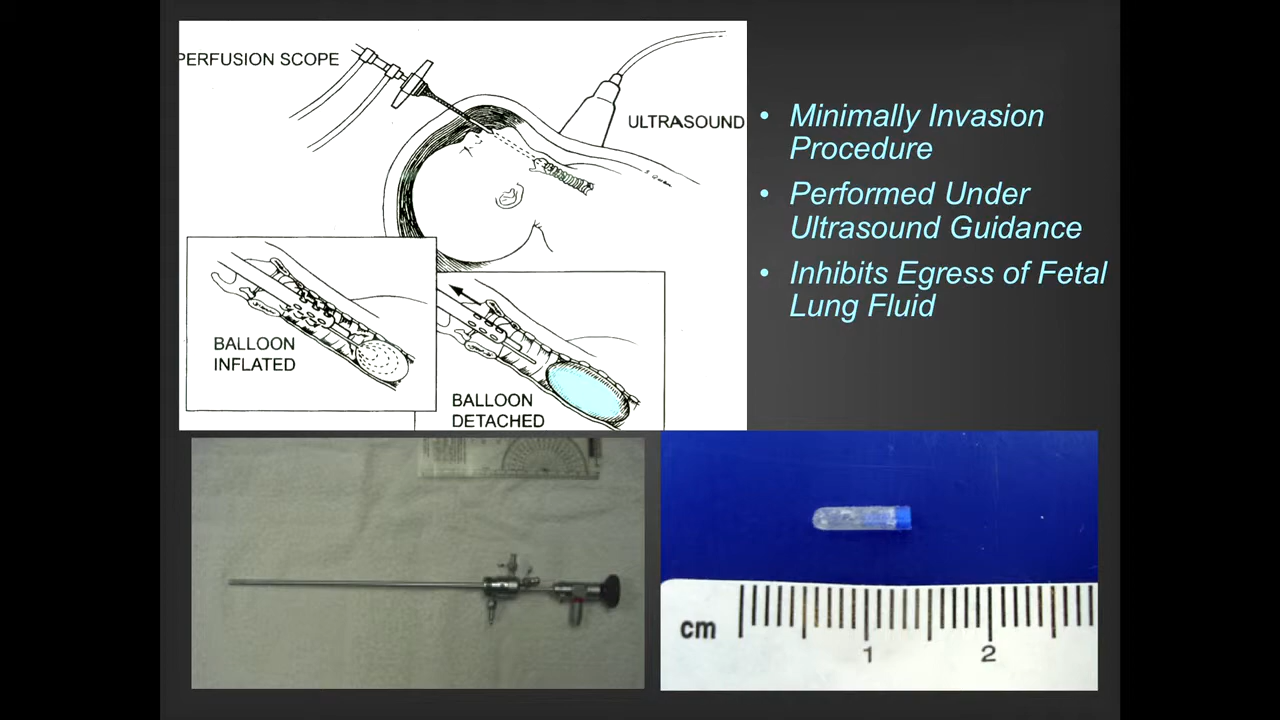 PERFUSION SCOPE
ULTRASOUND
BALLOON
INFLATED
BALLOON
DETACHED
• Minimally Invasion
Procedure
• Performed Under
Ultrasound Guidance
• Inhibits Egress of Fetal
Lung Fluid
cm
1
2